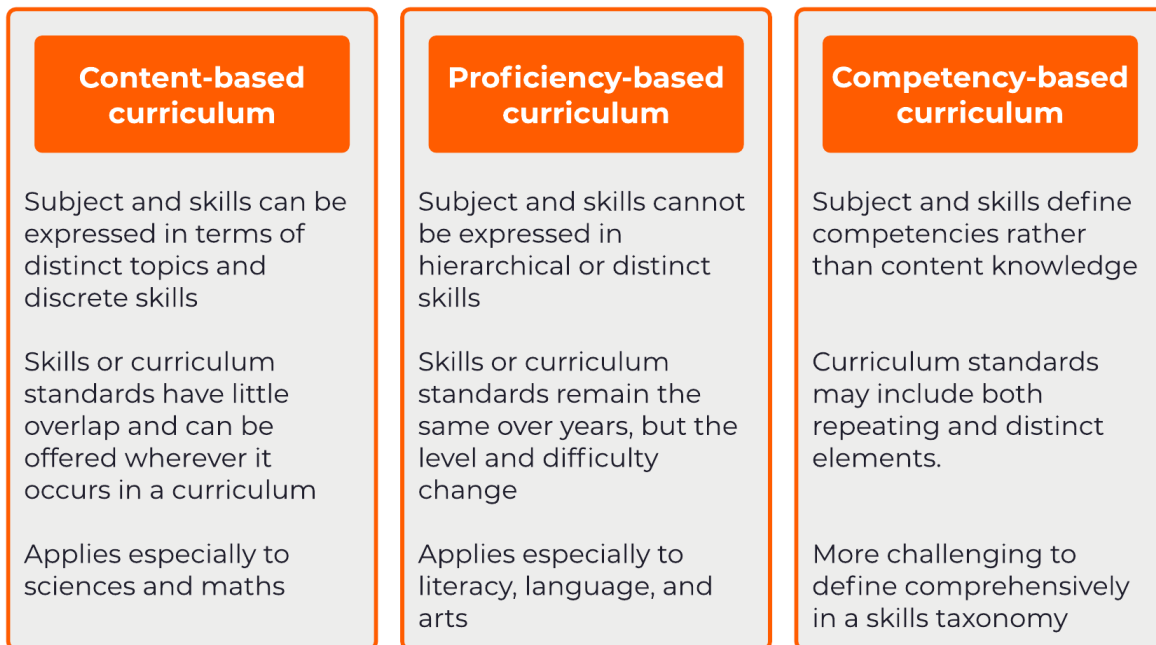 Content-based
curriculum
Subject and skills can be
expressed in terms of
distinct topics and
discrete skills
Skills or curriculum
standards have little
overlap and can be
offered wherever it
occurs in a curriculum
Applies especially to
sciences and maths
Proficiency-based
curriculum
Subject and skills cannot
be expressed in
hierarchical or distinct
skills
Skills or curriculum
standards remain the
same over years, but the
level and difficulty
change
Applies especially to
literacy, language, and
arts
Competency-based
curriculum
Subject and skills define
competencies rather
than content knowledge
Curriculum standards
may include both
repeating and distinct
elements.
More challenging to
define comprehensively
in a skills taxonomy